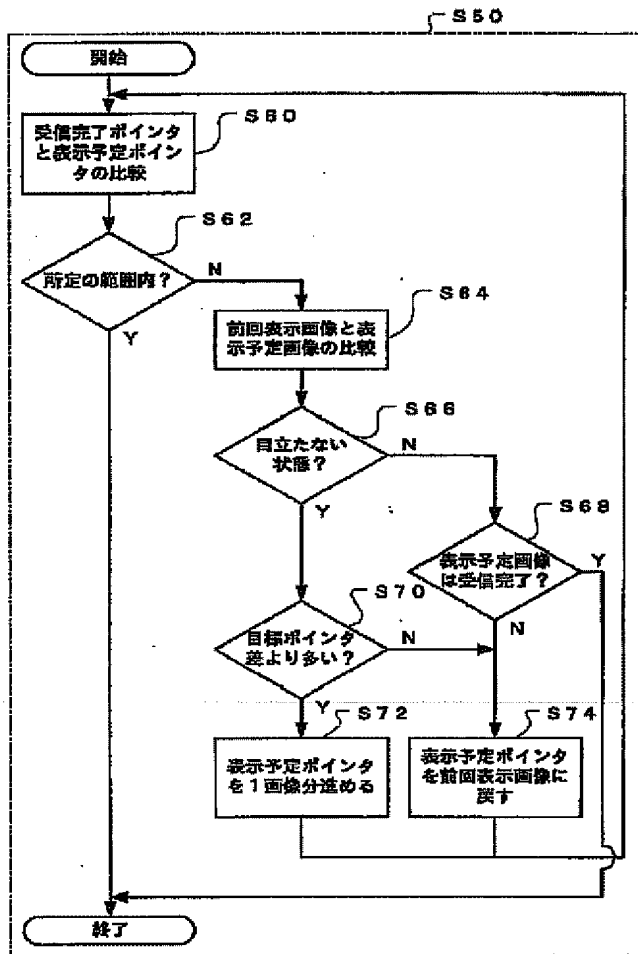 S50
開始
S60
受信完了ポインタ
と表示予定ポイン
タの比較
S62
所定の範囲内?
N
Y
S64
前回表示画像と表
示予定画像の比較
S66
目立たない
状態?
N
Y
S68
表示予定画像
は受信完了?
Y
N
S70
目標ポインタ
差より多い?
N
Y
S72
表示予定ポインタ
を1画像分進める
S74
表示予定ポインタ
を前回表示画像に
戻す
終了